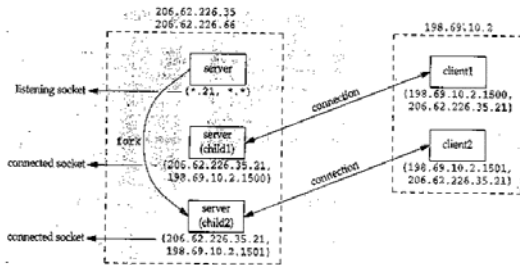 206.62.226.35
206.62.226.66
198.69.10.2
server
client1
listening socket
{*.21, *.*}
connection
{198.69.10.2.1500,
206.62.226.35.21}
fork
server
(child1)
client2
connected socket
{206.62.226.35.21,
198.69.10.2.1500}
connection
{198.69.10.2.1501,
206.62.226.35.21}
server
(child2)
connected socket
{206.62.226.35.21,
198.69.10.2.1501}